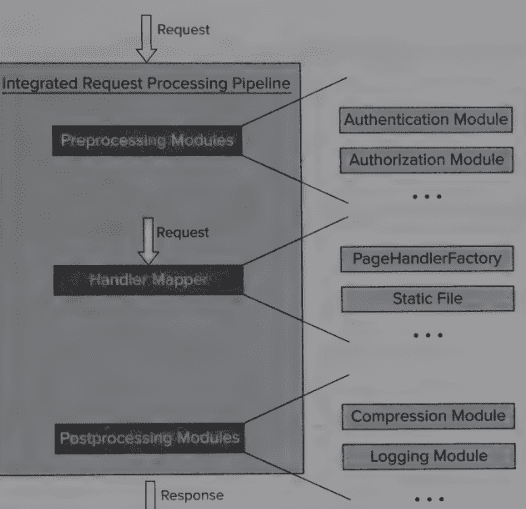 Request
Integrated Request Processing Pipeline
Preprocessing Modules
Authentication Module
Authorization Module
...
Request
Handler Mapper
PageHandlerFactory
Static File
...
Postprocessing Modules
Compression Module
Logging Module
...
Response